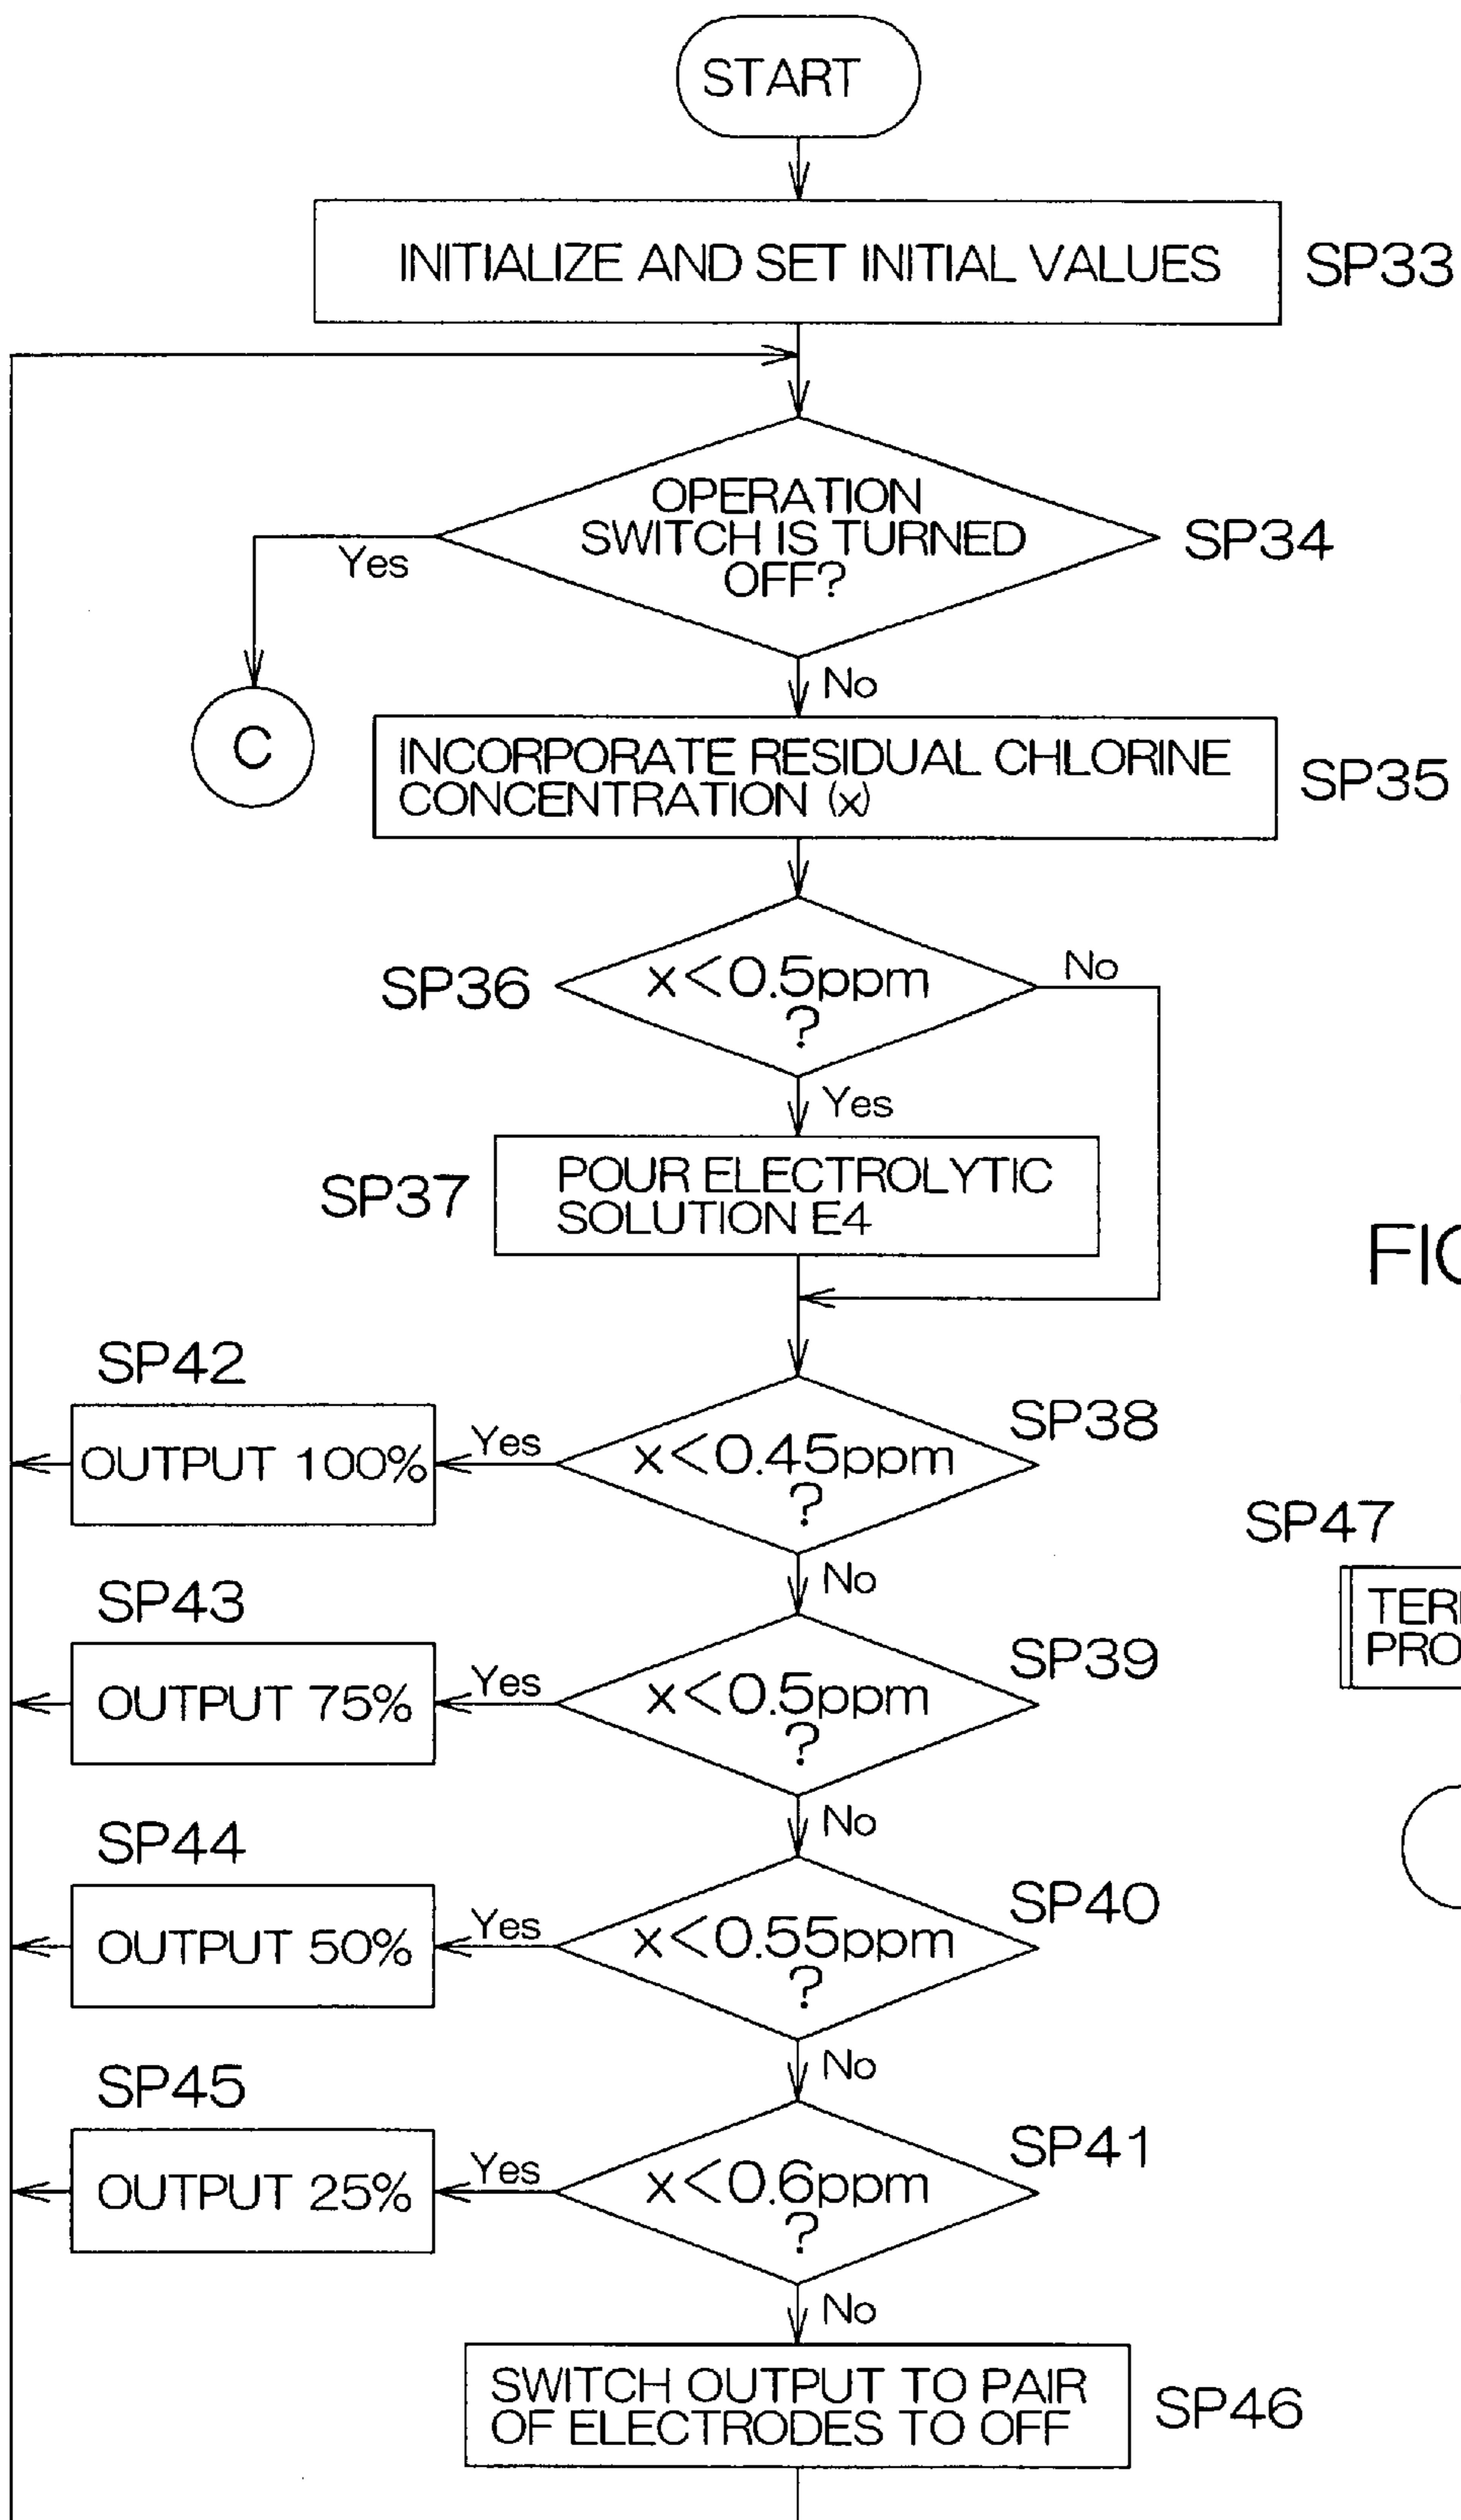 START
INITIALIZE AND SET INITIAL VALUES
SP33
OPERATION
SWITCH IS TURNED
OFF?
SP34
Yes
No
C
INCORPORATE RESIDUAL CHLORINE
CONCENTRATION (x)
SP35
SP36
x<0.5ppm
?
No
Yes
SP37
POUR ELECTROLYTIC
SOLUTION E4
SP42
OUTPUT 100%
Yes
x<0.45ppm
?
SP38
No
SP47
SP43
OUTPUT 75%
Yes
x<0.5ppm
?
SP39
No
SP44
OUTPUT 50%
Yes
x<0.55ppm
?
SP40
No
SP45
OUTPUT 25%
Yes
x<0.6ppm
?
SP41
No
SWITCH OUTPUT TO PAIR
OF ELECTRODES TO OFF
SP46